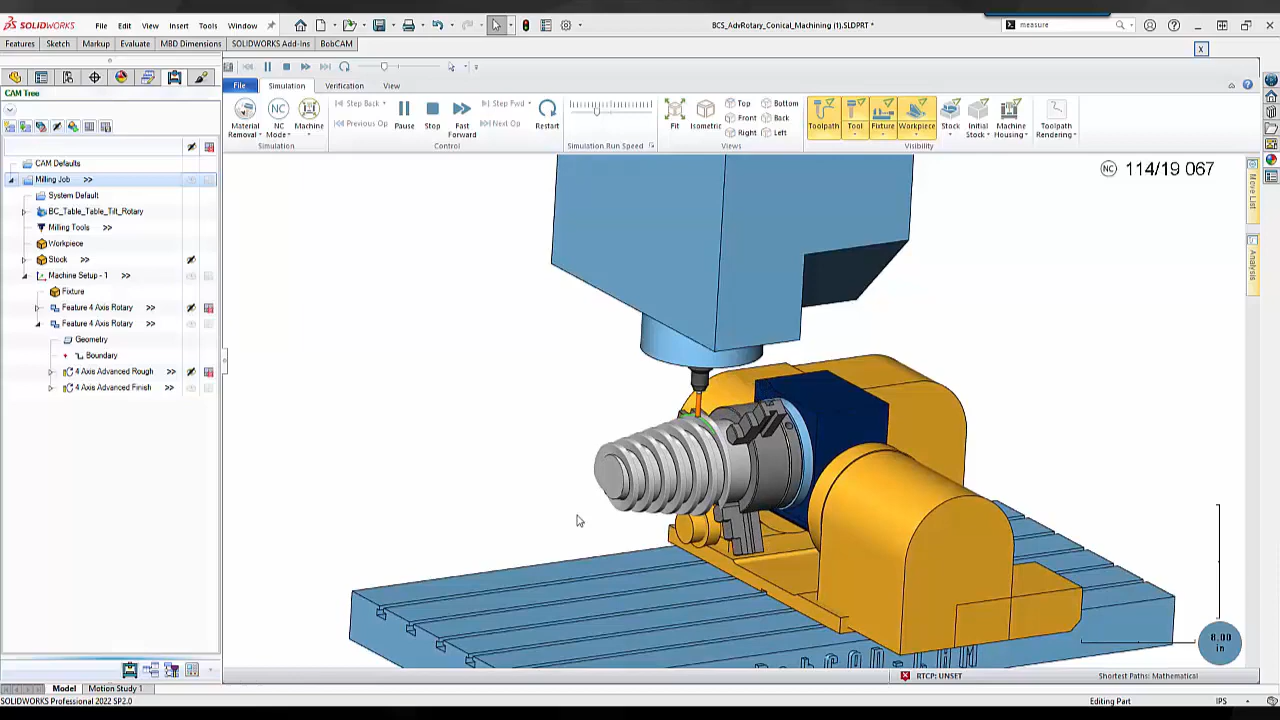 SOLIDWORKS
File
Edit
View
Insert
Tools
Window
BCS_AdvRotary_Conical_Machining (1).SLDPRT *
measure
Features
Sketch
Markup
Evaluate
MBD Dimensions
SOLIDWORKS Add-Ins
BobCAM
CAM Tree
File
Simulation
Verification
View
Material Removal
NC Mode
Machine
Simulation
Step Back
Previous Op
Pause
Stop
Fast Forward
Step Fwd
Next Op
Restart
Control
Simulation Run Speed
Fit
Isometric
Top
Front
Right
Bottom
Back
Left
Views
Toolpath
Tool
Fixture
Workpiece
Stock
Initial Stock
Machine Housing
Visibility
Toolpath Rendering
CAM Defaults
Milling Job >>
System Default
BC_Table_Table_Tilt_Rotary
Milling Tools >>
Workpiece
Stock >>
Machine Setup - 1 >>
Fixture
Feature 4 Axis Rotary >>
Feature 4 Axis Rotary >>
Geometry
Boundary
4 Axis Advanced Rough >>
4 Axis Advanced Finish >>
NC 114/19 067
Move List
Analysis
8.00
in
RTCP: UNSET
Shortest Paths: Mathematical
Model
Motion Study 1
SOLIDWORKS Professional 2022 SP2.0
Editing Part
IPS